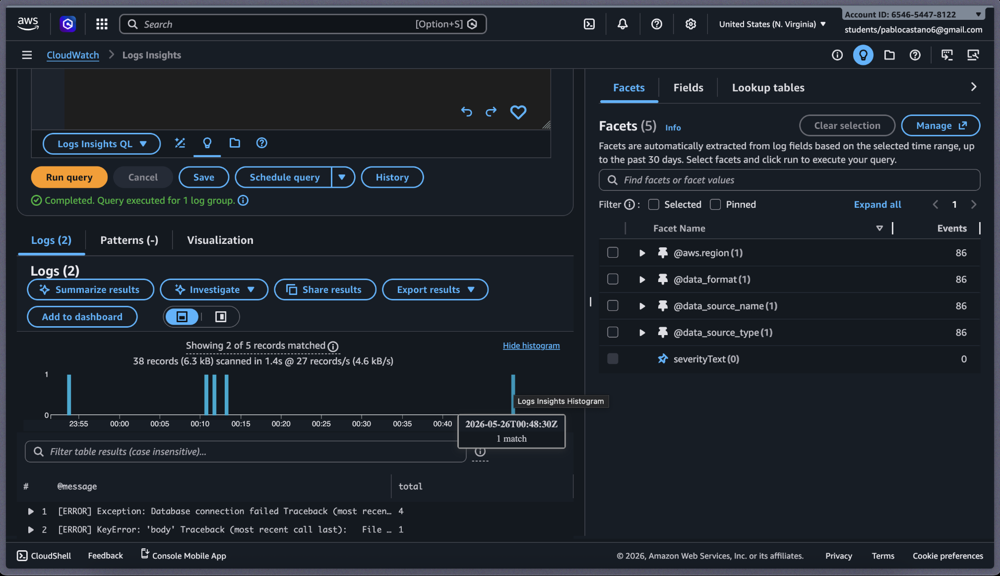 aws
Search [Option+S]
United States (N. Virginia) ▼
Account ID: 6546-5447-8122 ▼
students/pablocastano6@gmail.com
CloudWatch > Logs Insights
Logs Insights QL ▼
Run query
Cancel
Save
Schedule query ▼
History
Completed. Query executed for 1 log group.
Logs (2)
Patterns (-)
Visualization
Logs (2)
Summarize results
Investigate ▼
Share results
Export results ▼
Add to dashboard
Showing 2 of 5 records matched
Hide histogram
38 records (6.3 kB) scanned in 1.4s @ 27 records/s (4.6 kB/s)
1
0
23:55 00:00 00:05 00:10 00:15 00:20 00:25 00:30 00:35 00:40
Logs Insights Histogram
2026-05-26T00:48:30Z
1 match
Filter table results (case insensitive)...
# @message total
1 [ERROR] Exception: Database connection failed Traceback (most recen… 4
2 [ERROR] KeyError: 'body' Traceback (most recent call last): File … 1
Facets
Fields
Lookup tables
Facets (5) Info
Clear selection
Manage
Facets are automatically extracted from log fields based on the selected time range, up
to the past 30 days. Select facets and click run to execute your query.
Find facets or facet values
Filter : Selected Pinned
Expand all
1
Facet Name Events
@aws.region (1) 86
@data_format (1) 86
@data_source_name (1) 86
@data_source_type (1) 86
severityText (0) 0
CloudShell
Feedback
Console Mobile App
© 2026, Amazon Web Services, Inc. or its affiliates.
Privacy
Terms
Cookie preferences